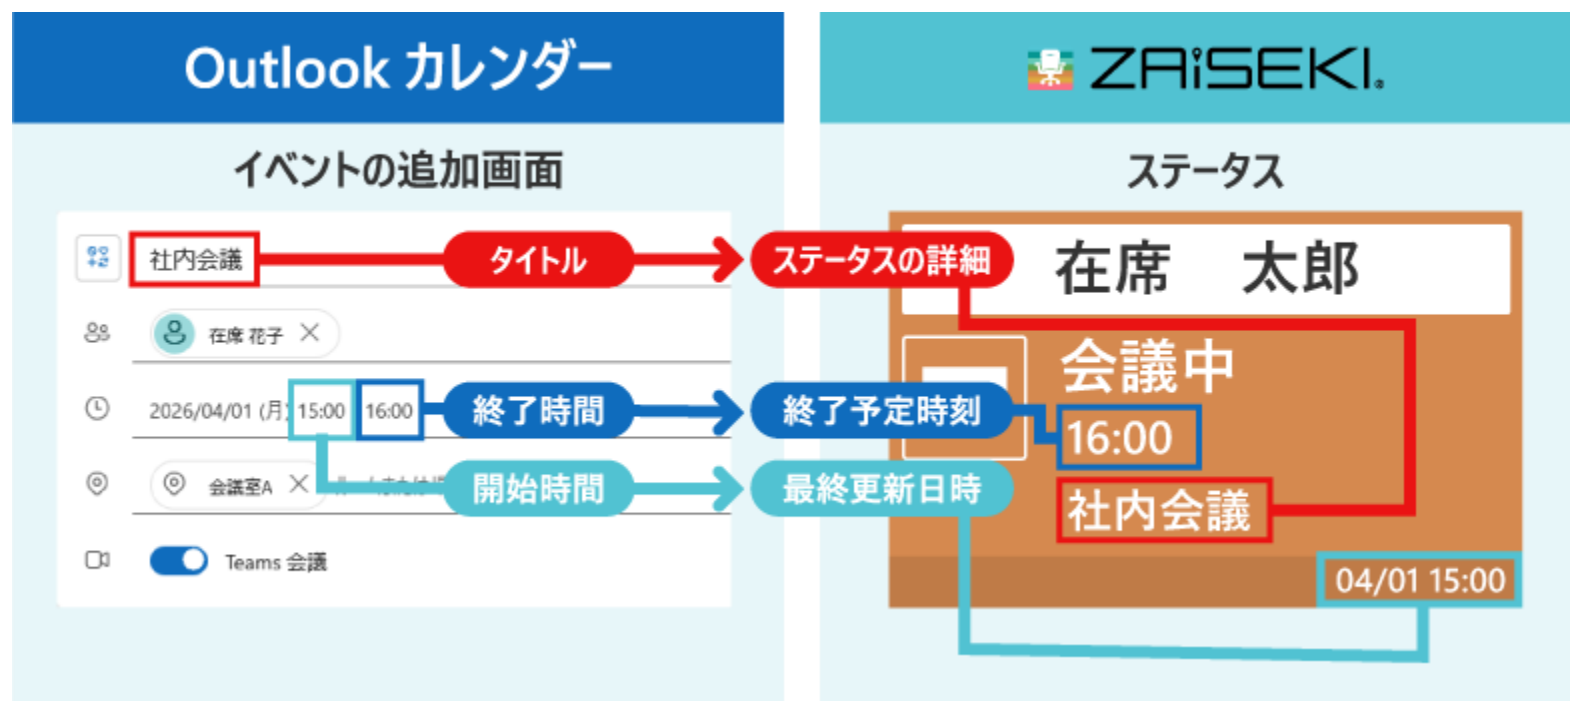 Outlook カレンダー
イベントの追加画面
社内会議
タイトル
在席 花子
2026/04/01 (月) 15:00 16:00
終了時間
会議室A
開始時間
Teams 会議
ZAiSEKI
ステータス
ステータスの詳細
在席 太郎
会議中
終了予定時刻
16:00
最終更新日時
社内会議
04/01 15:00